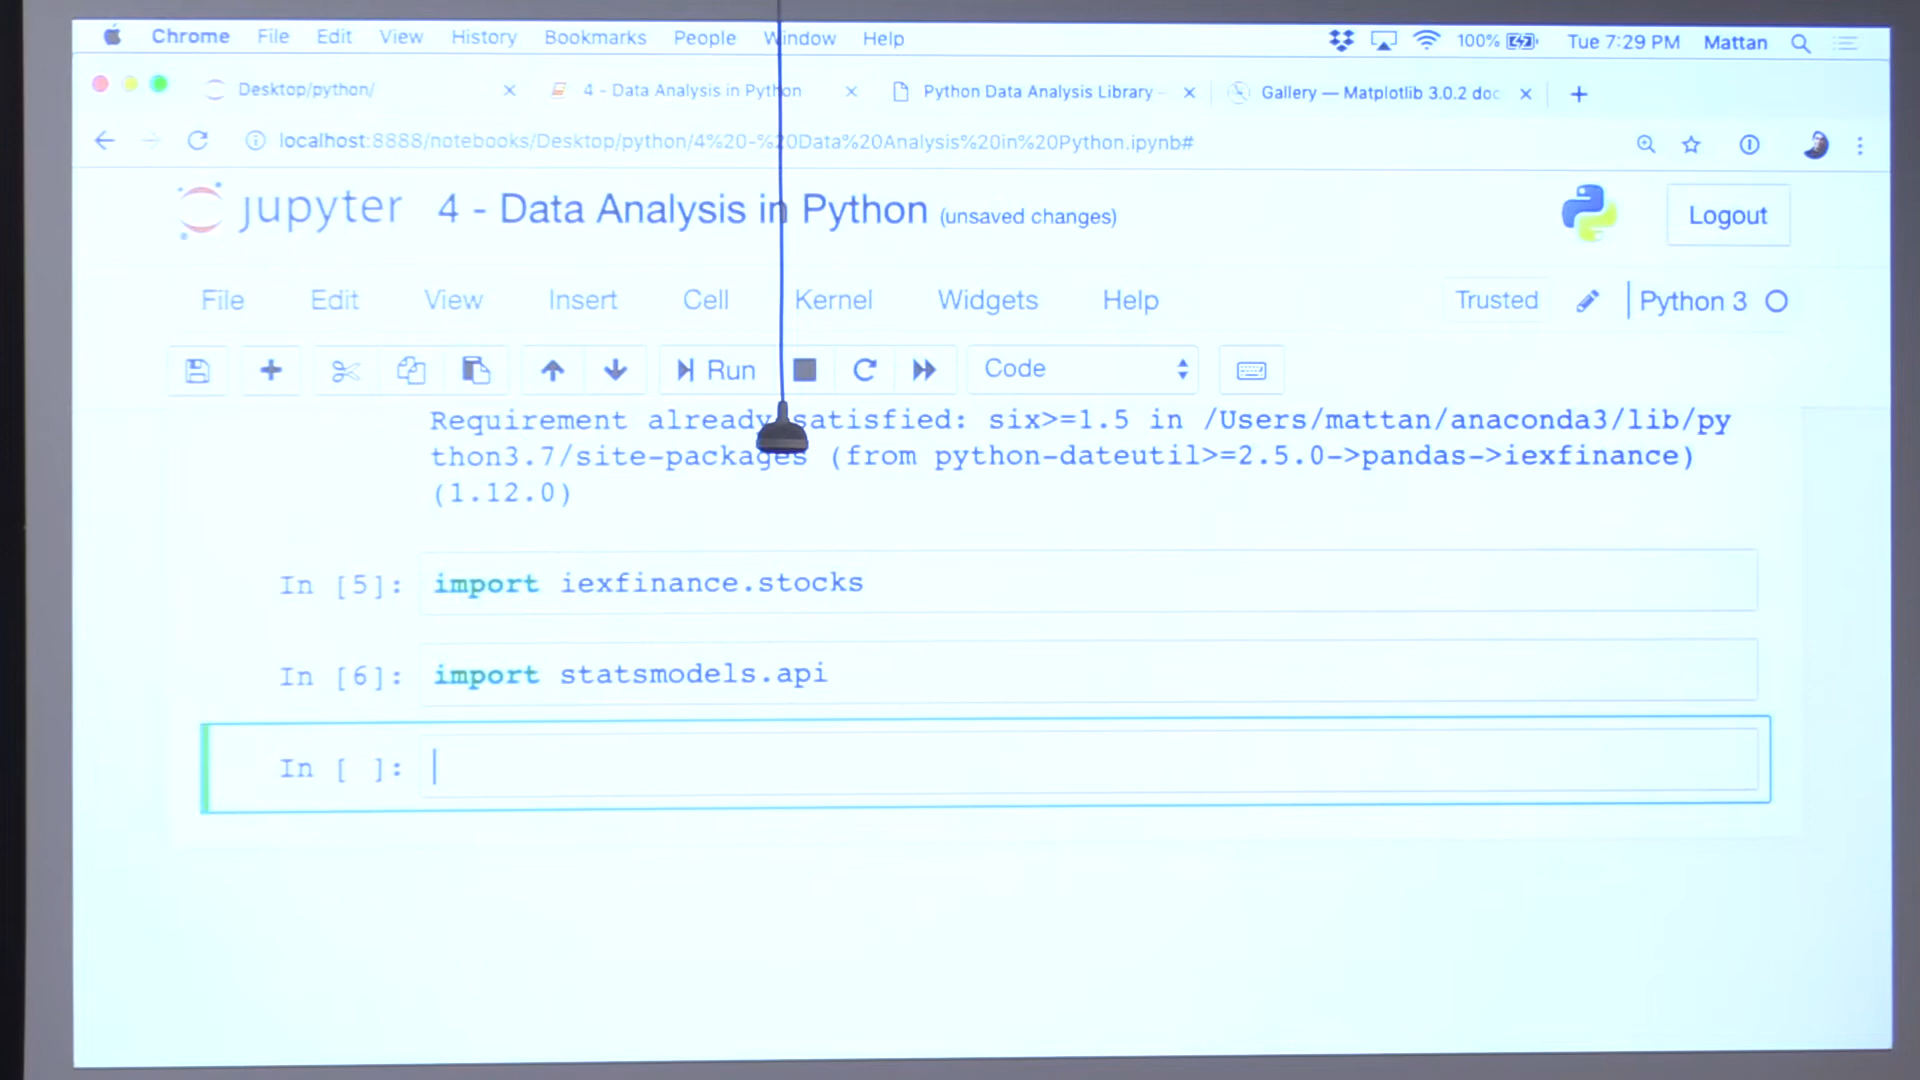 Chrome File Edit View History Bookmarks People Window Help 100% Tue 7:29 PM Mattan
Desktop/python/ 4 - Data Analysis in Python Python Data Analysis Library - Gallery — Matplotlib 3.0.2 doc
localhost:8888/notebooks/Desktop/python/4%20-%20Data%20Analysis%20in%20Python.ipynb#
jupyter 4 - Data Analysis in Python (unsaved changes) Logout
File Edit View Insert Cell Kernel Widgets Help Trusted Python 3
Run Code
Requirement already satisfied: six>=1.5 in /Users/mattan/anaconda3/lib/py
thon3.7/site-packages (from python-dateutil>=2.5.0->pandas->iexfinance)
(1.12.0)
In [5]: import iexfinance.stocks
In [6]: import statsmodels.api
In [ ]: